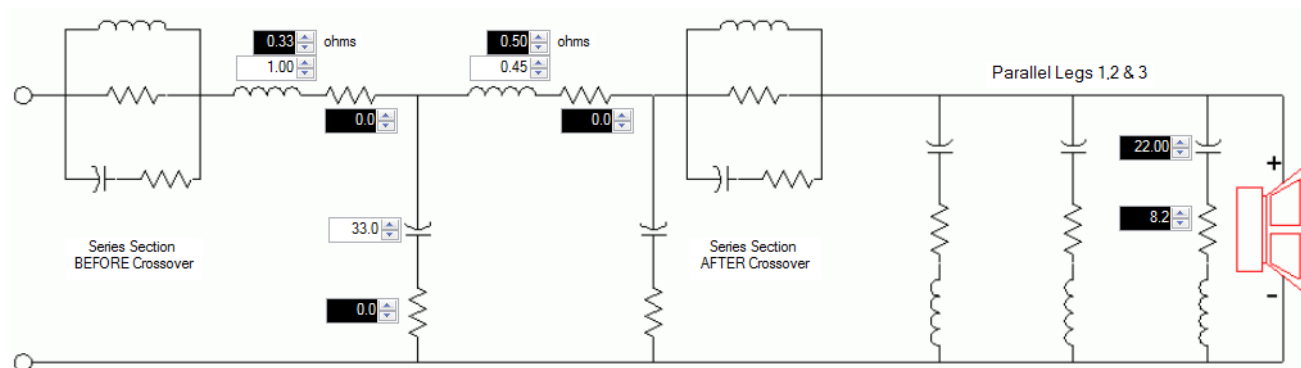 0.33 ohms
1.00
0.50 ohms
0.45
Parallel Legs 1,2 & 3
0.0
0.0
22.00
+
8.2
33.0
Series Section
BEFORE Crossover
Series Section
AFTER Crossover
0.0
-